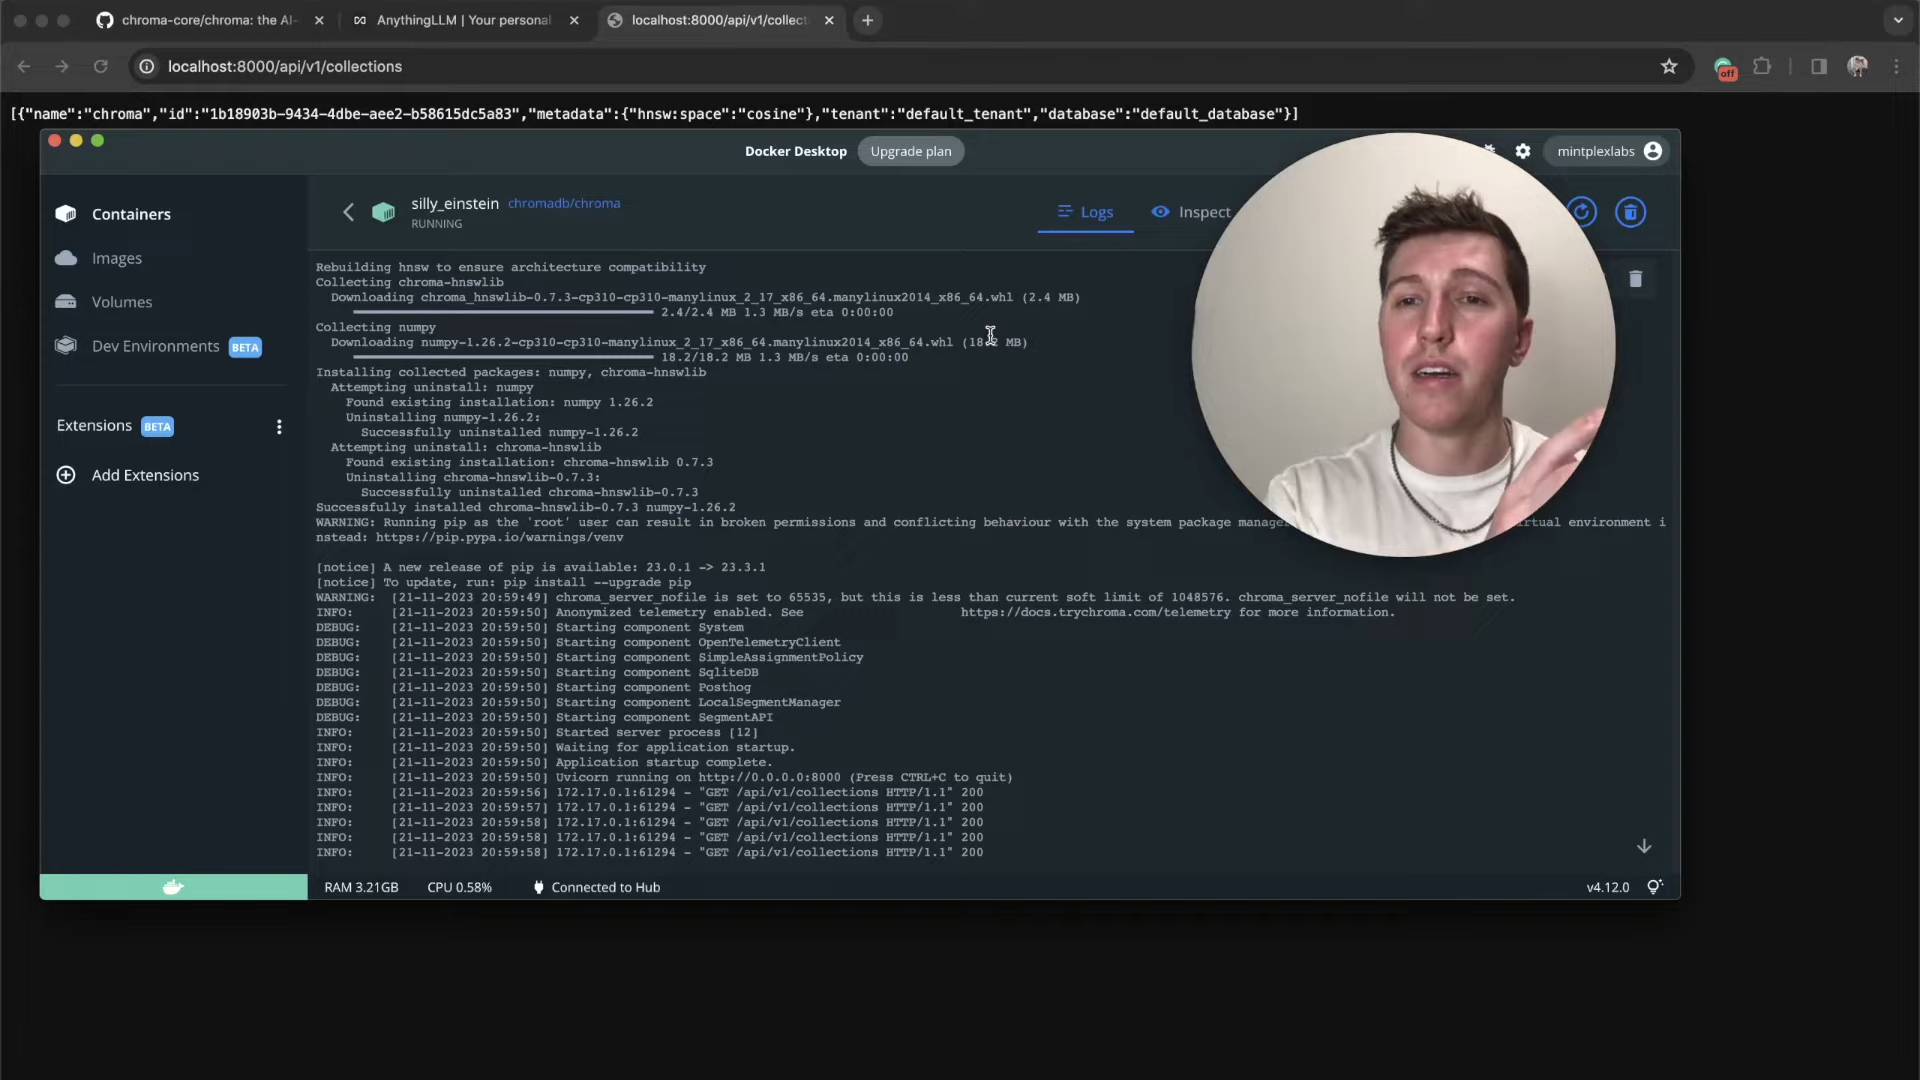 chroma-core/chroma: the AI-
AnythingLLM | Your personal
localhost:8000/api/v1/collect
localhost:8000/api/v1/collections
off
[{"name":"chroma","id":"1b18903b-9434-4dbe-aee2-b58615dc5a83","metadata":{"hnsw:space":"cosine"},"tenant":"default_tenant","database":"default_database"}]
Docker Desktop
Upgrade plan
mintplexlabs
Containers
Images
Volumes
Dev Environments BETA
Extensions BETA
Add Extensions
silly_einstein chromadb/chroma
RUNNING
Logs
Inspect
Rebuilding hnsw to ensure architecture compatibility
Collecting chroma-hnswlib
Downloading chroma_hnswlib-0.7.3-cp310-cp310-manylinux_2_17_x86_64.manylinux2014_x86_64.whl (2.4 MB)
2.4/2.4 MB 1.3 MB/s eta 0:00:00
Collecting numpy
Downloading numpy-1.26.2-cp310-cp310-manylinux_2_17_x86_64.manylinux2014_x86_64.whl (18.2 MB)
18.2/18.2 MB 1.3 MB/s eta 0:00:00
Installing collected packages: numpy, chroma-hnswlib
Attempting uninstall: numpy
Found existing installation: numpy 1.26.2
Uninstalling numpy-1.26.2:
Successfully uninstalled numpy-1.26.2
Attempting uninstall: chroma-hnswlib
Found existing installation: chroma-hnswlib 0.7.3
Uninstalling chroma-hnswlib-0.7.3:
Successfully uninstalled chroma-hnswlib-0.7.3
Successfully installed chroma-hnswlib-0.7.3 numpy-1.26.2
WARNING: Running pip as the 'root' user can result in broken permissions and conflicting behaviour with the system package manage rtual environment i
nstead: https://pip.pypa.io/warnings/venv
[notice] A new release of pip is available: 23.0.1 -> 23.3.1
[notice] To update, run: pip install --upgrade pip
WARNING: [21-11-2023 20:59:49] chroma_server_nofile is set to 65535, but this is less than current soft limit of 1048576. chroma_server_nofile will not be set.
INFO: [21-11-2023 20:59:50] Anonymized telemetry enabled. See https://docs.trychroma.com/telemetry for more information.
DEBUG: [21-11-2023 20:59:50] Starting component System
DEBUG: [21-11-2023 20:59:50] Starting component OpenTelemetryClient
DEBUG: [21-11-2023 20:59:50] Starting component SimpleAssignmentPolicy
DEBUG: [21-11-2023 20:59:50] Starting component SqliteDB
DEBUG: [21-11-2023 20:59:50] Starting component Posthog
DEBUG: [21-11-2023 20:59:50] Starting component LocalSegmentManager
DEBUG: [21-11-2023 20:59:50] Starting component SegmentAPI
INFO: [21-11-2023 20:59:50] Started server process [12]
INFO: [21-11-2023 20:59:50] Waiting for application startup.
INFO: [21-11-2023 20:59:50] Application startup complete.
INFO: [21-11-2023 20:59:50] Uvicorn running on http://0.0.0.0:8000 (Press CTRL+C to quit)
INFO: [21-11-2023 20:59:56] 172.17.0.1:61294 - "GET /api/v1/collections HTTP/1.1" 200
INFO: [21-11-2023 20:59:57] 172.17.0.1:61294 - "GET /api/v1/collections HTTP/1.1" 200
INFO: [21-11-2023 20:59:58] 172.17.0.1:61294 - "GET /api/v1/collections HTTP/1.1" 200
INFO: [21-11-2023 20:59:58] 172.17.0.1:61294 - "GET /api/v1/collections HTTP/1.1" 200
INFO: [21-11-2023 20:59:58] 172.17.0.1:61294 - "GET /api/v1/collections HTTP/1.1" 200
RAM 3.21GB CPU 0.58% Connected to Hub
v4.12.0